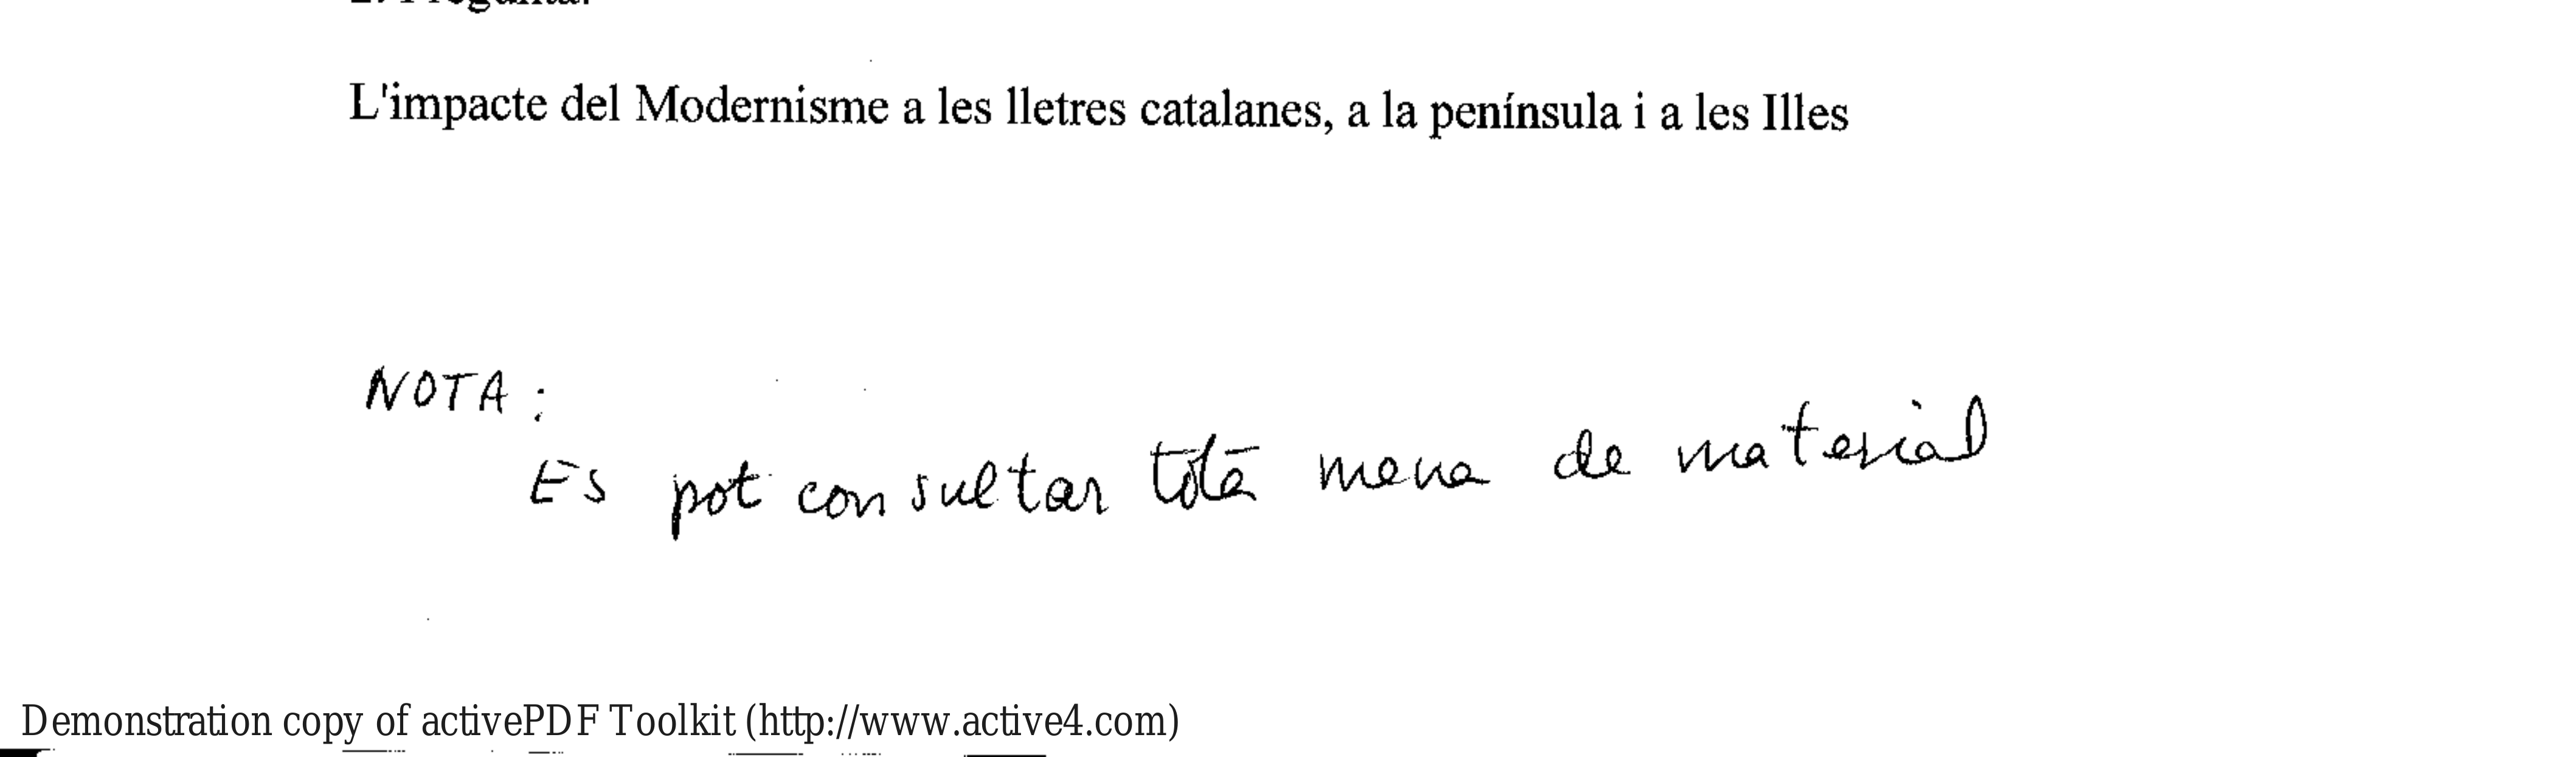 L'impacte del Modernisme a les lletres catalanes, a la península i a les Illes
NOTA:
Es pot consultar tota mena de material
Demonstration copy of activePDF Toolkit (http://www.active4.com)